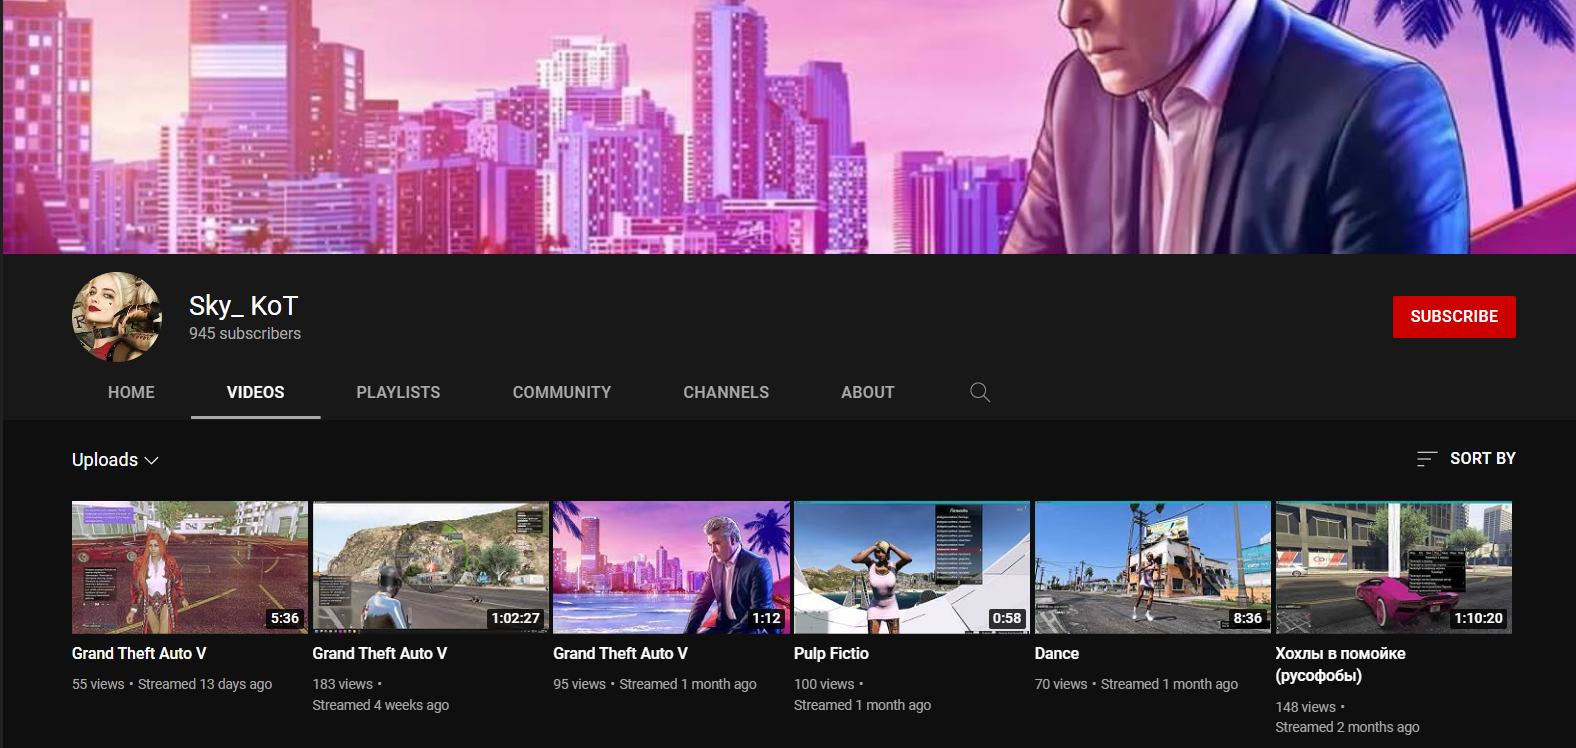 Sky_ KoT
945 subscribers
SUBSCRIBE
HOME VIDEOS PLAYLISTS COMMUNITY CHANNELS ABOUT
Uploads
SORT BY
5:36
1:02:27
1:12
0:58
8:36
1:10:20
Grand Theft Auto V
55 views • Streamed 13 days ago
Grand Theft Auto V
183 views •
Streamed 4 weeks ago
Grand Theft Auto V
95 views • Streamed 1 month ago
Pulp Fictio
100 views •
Streamed 1 month ago
Dance
70 views • Streamed 1 month ago
Хохлы в помойке
(русофобы)
148 views •
Streamed 2 months ago